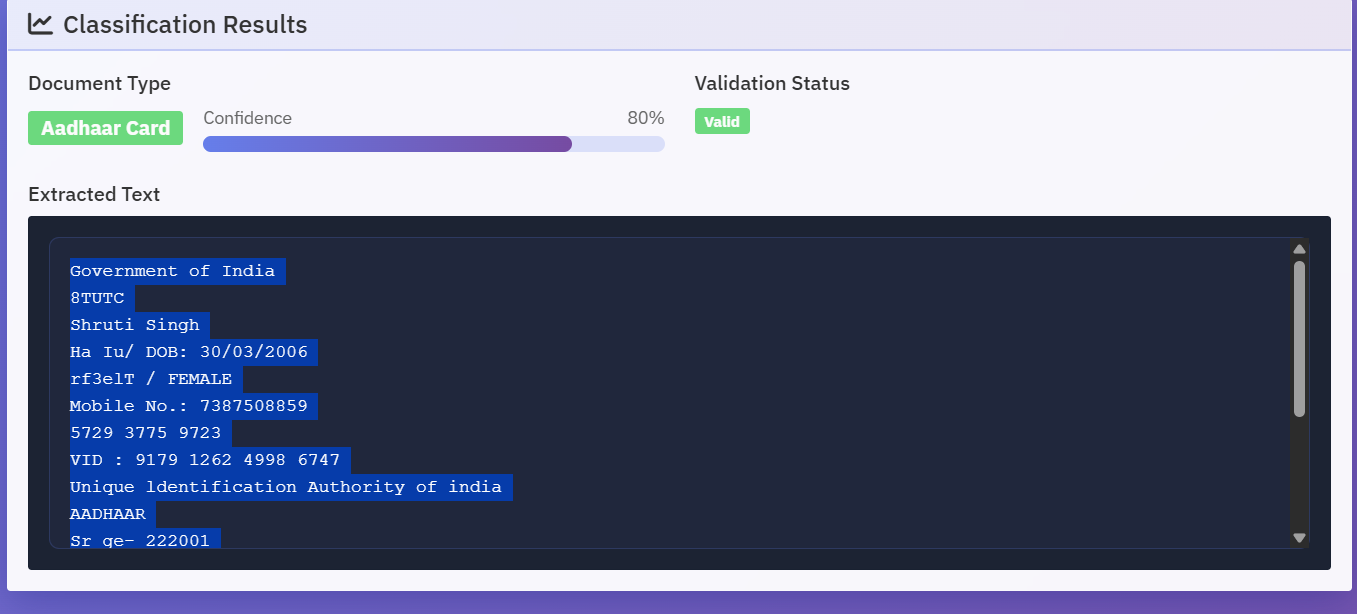 Classification Results
Document Type
Validation Status
Aadhaar Card
Confidence
80%
Valid
Extracted Text
Government of India
8TUTC
Shruti Singh
Ha Iu/ DOB: 30/03/2006
rf3elT / FEMALE
Mobile No.: 7387508859
5729 3775 9723
VID : 9179 1262 4998 6747
Unique ldentification Authority of india
AADHAAR
Sr ge- 222001